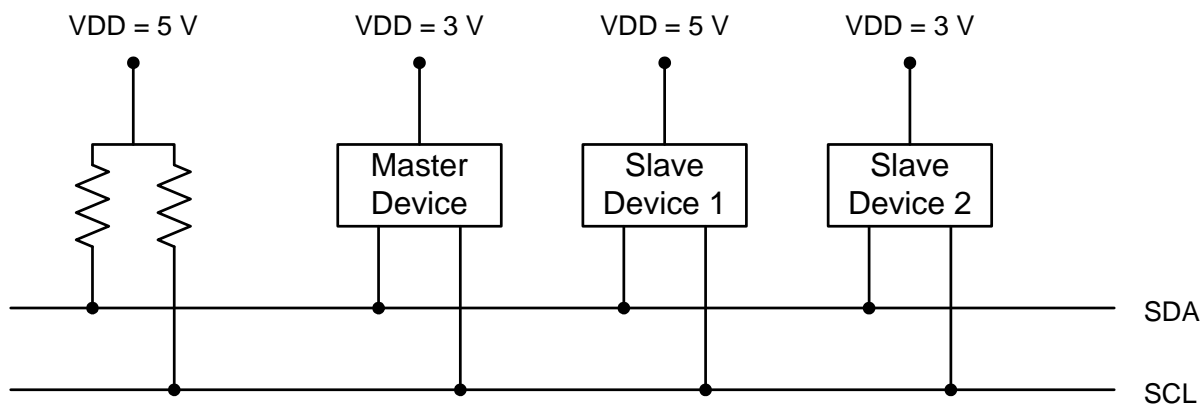 VDD = 5 V
VDD = 3 V
VDD = 5 V
VDD = 3 V
Master
Device
Slave
Device 1
Slave
Device 2
SDA
SCL